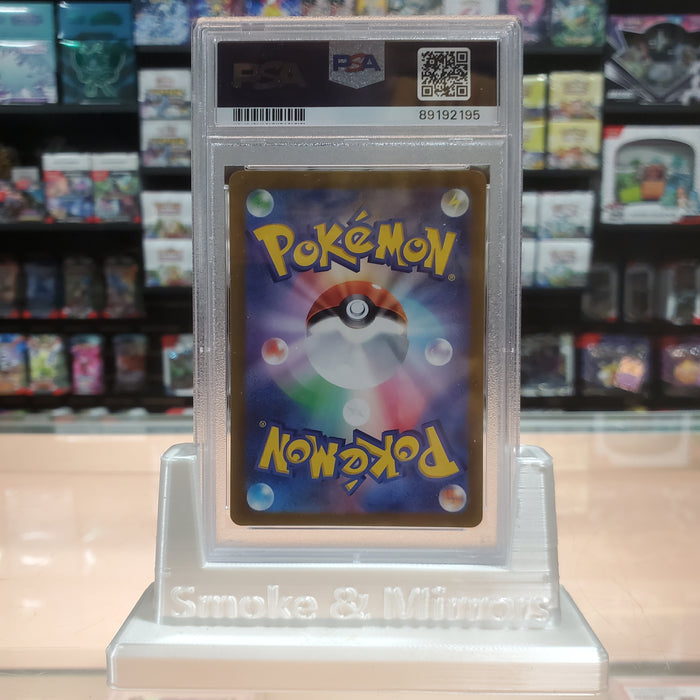 PSA PSA
89192195
POKéMON
®
®
POKéMON
Smoke & Mirrors